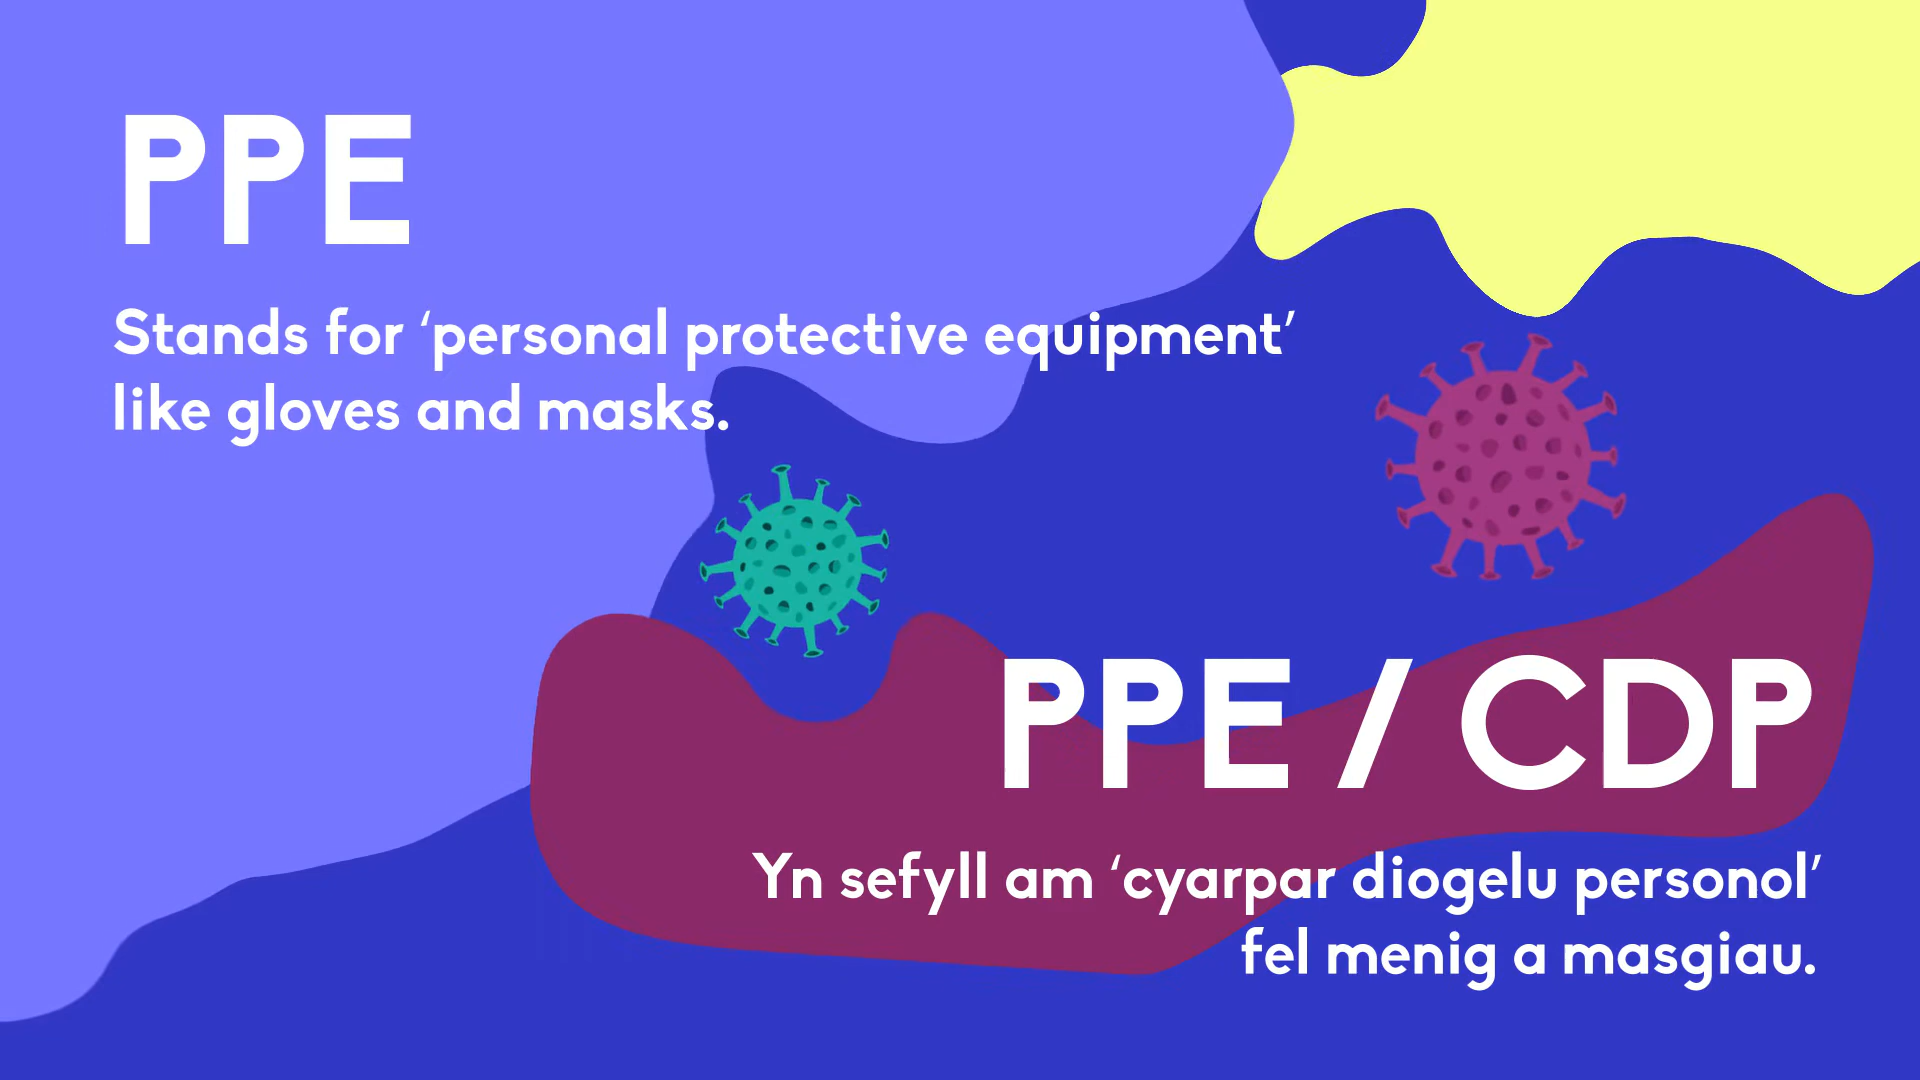 PPE
Stands for ‘personal protective equipment’
like gloves and masks.
PPE / CDP
Yn sefyll am ‘cyarpar diogelu personol’
fel menig a masgiau.